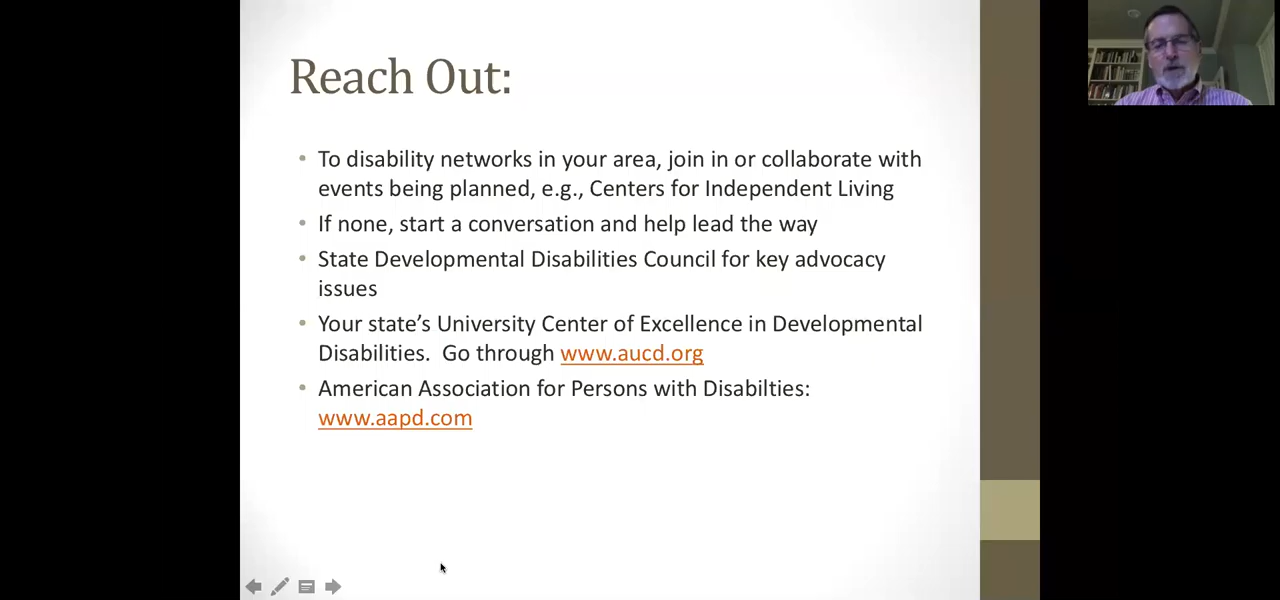 Reach Out:
• To disability networks in your area, join in or collaborate with
events being planned, e.g., Centers for Independent Living
• If none, start a conversation and help lead the way
• State Developmental Disabilities Council for key advocacy
issues
• Your state’s University Center of Excellence in Developmental
Disabilities.  Go through www.aucd.org
• American Association for Persons with Disabilties:
www.aapd.com